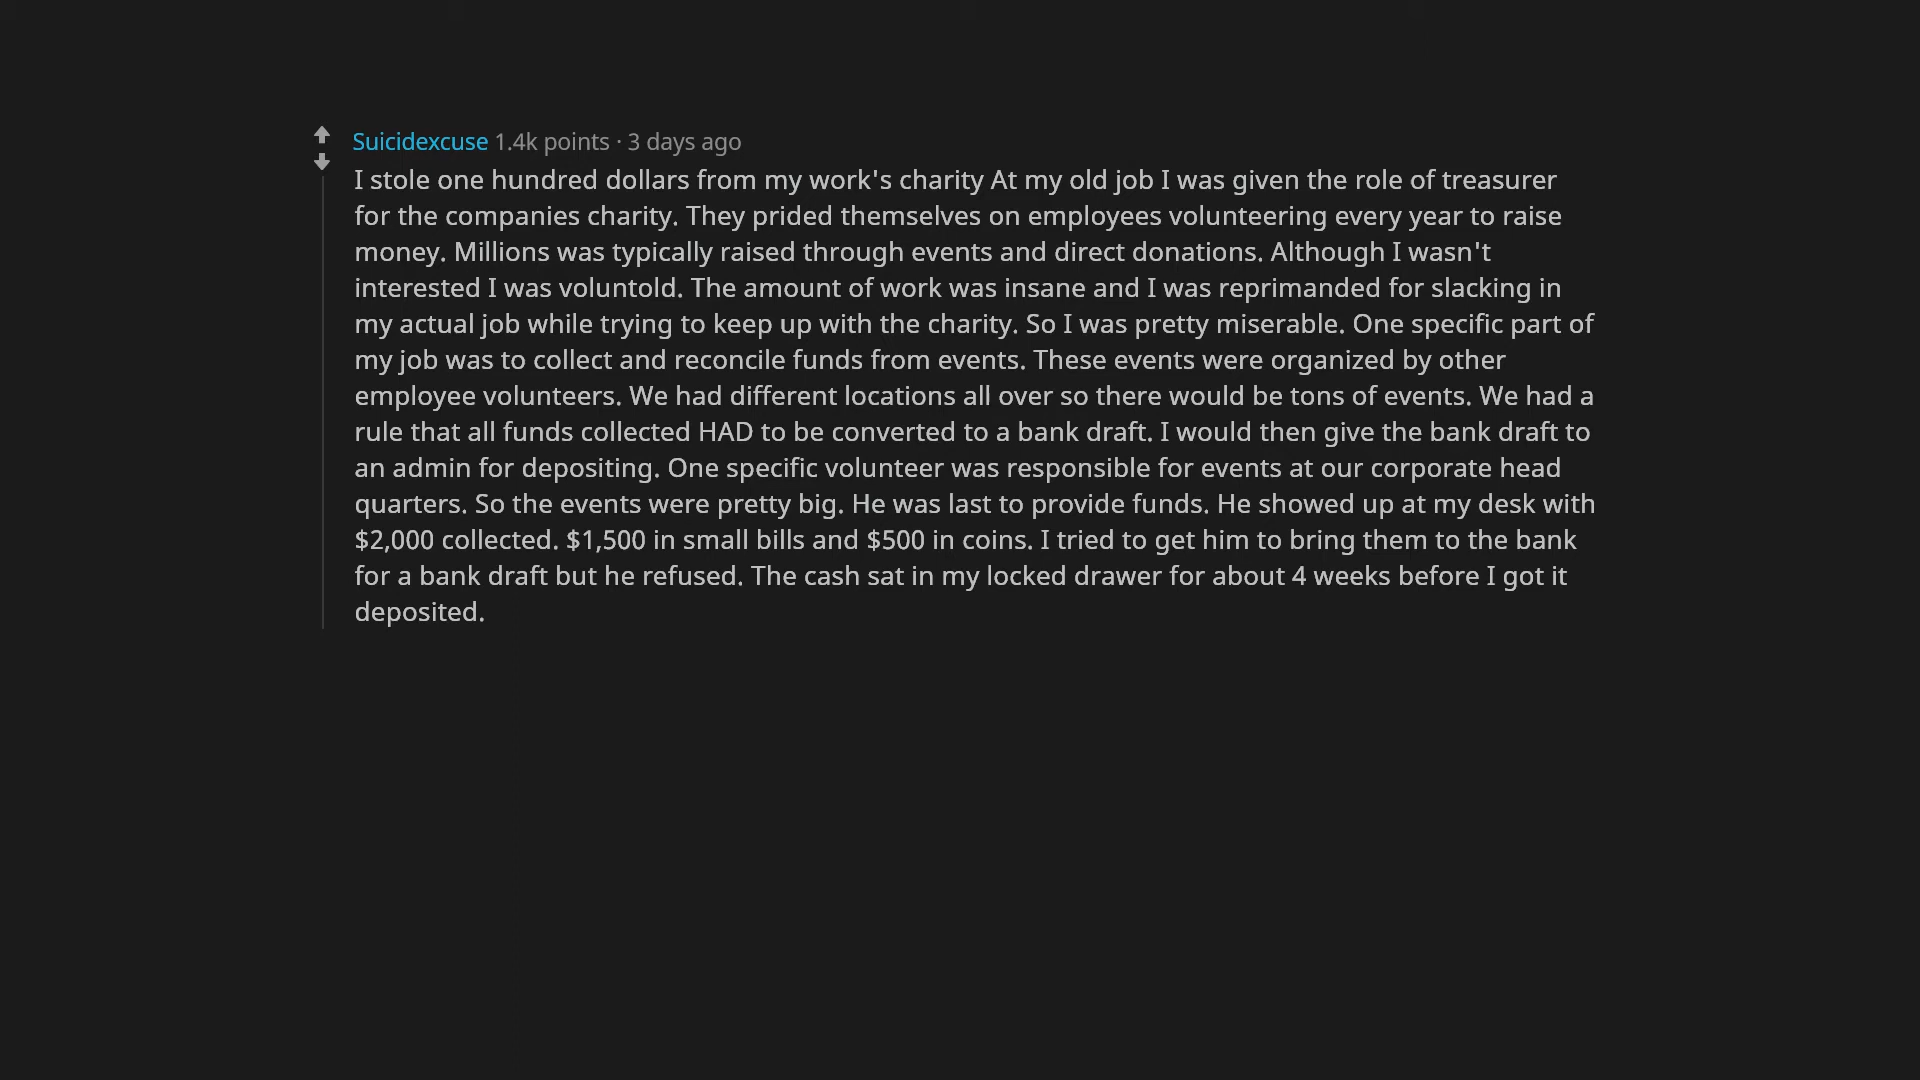 Suicidexcuse 1.4k points · 3 days ago
I stole one hundred dollars from my work's charity At my old job I was given the role of treasurer
for the companies charity. They prided themselves on employees volunteering every year to raise
money. Millions was typically raised through events and direct donations. Although I wasn't
interested I was voluntold. The amount of work was insane and I was reprimanded for slacking in
my actual job while trying to keep up with the charity. So I was pretty miserable. One specific part of
my job was to collect and reconcile funds from events. These events were organized by other
employee volunteers. We had different locations all over so there would be tons of events. We had a
rule that all funds collected HAD to be converted to a bank draft. I would then give the bank draft to
an admin for depositing. One specific volunteer was responsible for events at our corporate head
quarters. So the events were pretty big. He was last to provide funds. He showed up at my desk with
$2,000 collected. $1,500 in small bills and $500 in coins. I tried to get him to bring them to the bank
for a bank draft but he refused. The cash sat in my locked drawer for about 4 weeks before I got it
deposited.